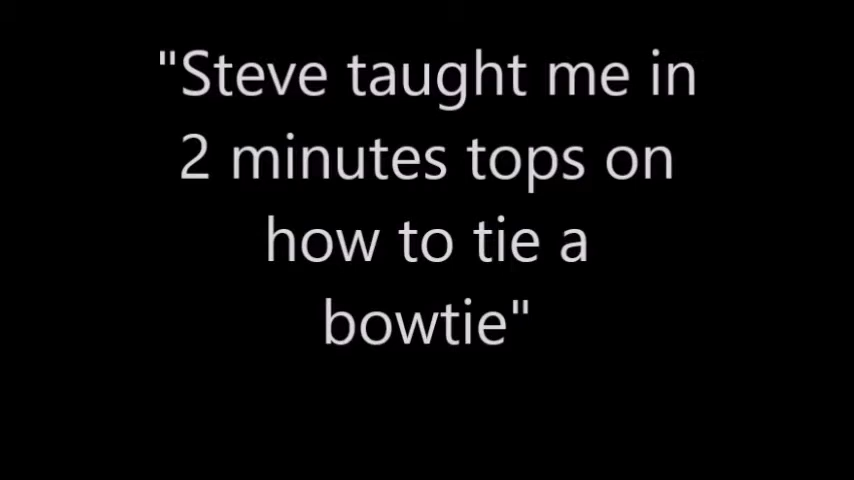 "Steve taught me in
2 minutes tops on
how to tie a
bowtie"